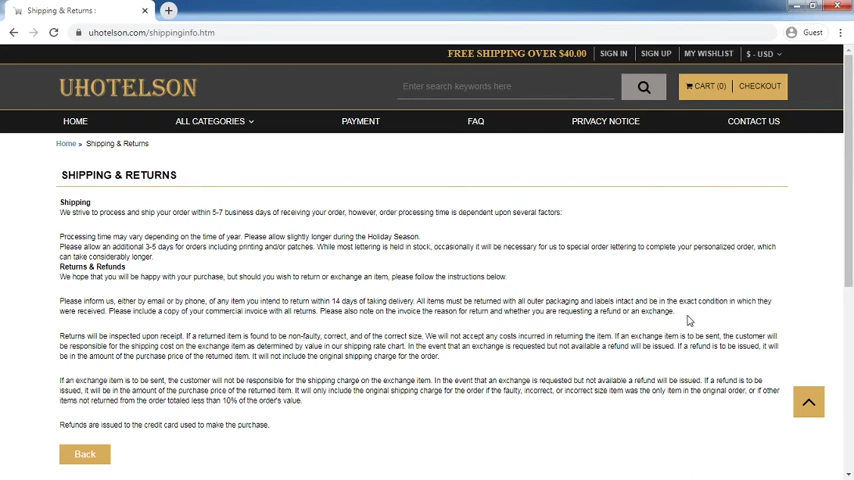 Shipping & Returns :
uhotelson.com/shippinginfo.htm
Guest
FREE SHIPPING OVER $40.00 SIGN IN SIGN UP MY WISHLIST $ - USD
UHOTELSON
Enter search keywords here
CART (0) CHECKOUT
HOME ALL CATEGORIES PAYMENT FAQ PRIVACY NOTICE CONTACT US
Home » Shipping & Returns
SHIPPING & RETURNS
Shipping
We strive to process and ship your order within 5-7 business days of receiving your order, however, order processing time is dependent upon several factors:
Processing time may vary depending on the time of year. Please allow slightly longer during the Holiday Season.
Please allow an additional 3-5 days for orders including printing and/or patches. While most lettering is held in stock, occasionally it will be necessary for us to special order lettering to complete your personalized order, which
can take considerably longer.
Returns & Refunds
We hope that you will be happy with your purchase, but should you wish to return or exchange an item, please follow the instructions below.
Please inform us, either by email or by phone, of any item you intend to return within 14 days of taking delivery. All items must be returned with all outer packaging and labels intact and be in the exact condition in which they
were received. Please include a copy of your commercial invoice with all returns. Please also note on the invoice the reason for return and whether you are requesting a refund or an exchange.
Returns will be inspected upon receipt. If a returned item is found to be non-faulty, correct, and of the correct size, We will not accept any costs incurred in returning the item. If an exchange item is to be sent, the customer will
be responsible for the shipping cost on the exchange item as determined by value in our shipping rate chart. In the event that an exchange is requested but not available a refund will be issued. If a refund is to be issued, it will
be in the amount of the purchase price of the returned item. It will not include the original shipping charge for the order.
If an exchange item is to be sent, the customer will not be responsible for the shipping charge on the exchange item. In the event that an exchange is requested but not available a refund will be issued. If a refund is to be
issued, it will be in the amount of the purchase price of the returned item. It will only include the original shipping charge for the order if the faulty, incorrect, or incorrect size item was the only item in the original order, or if other
items not returned from the order totaled less than 10% of the order's value.
Refunds are issued to the credit card used to make the purchase.
Back